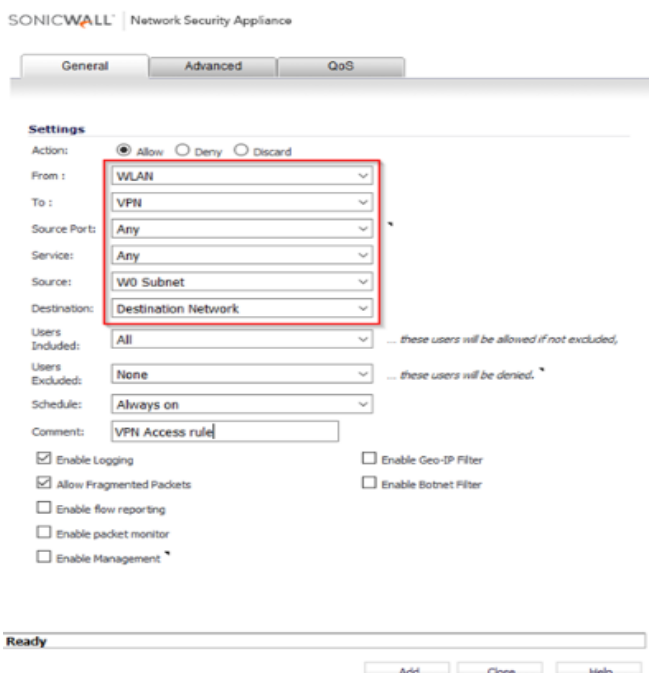 SONICWALL Network Security Appliance
General Advanced QoS
Settings
Action: Allow Deny Discard
From : WLAN
To : VPN
Source Port: Any
Service: Any
Source: W0 Subnet
Destination: Destination Network
Users Included: All ... these users will be allowed if not excluded,
Users Excluded: None ... these users will be denied.
Schedule: Always on
Comment: VPN Access rule
Enable Logging Enable Geo-IP Filter
Allow Fragmented Packets Enable Botnet Filter
Enable flow reporting
Enable packet monitor
Enable Management
Ready
Add Close Help